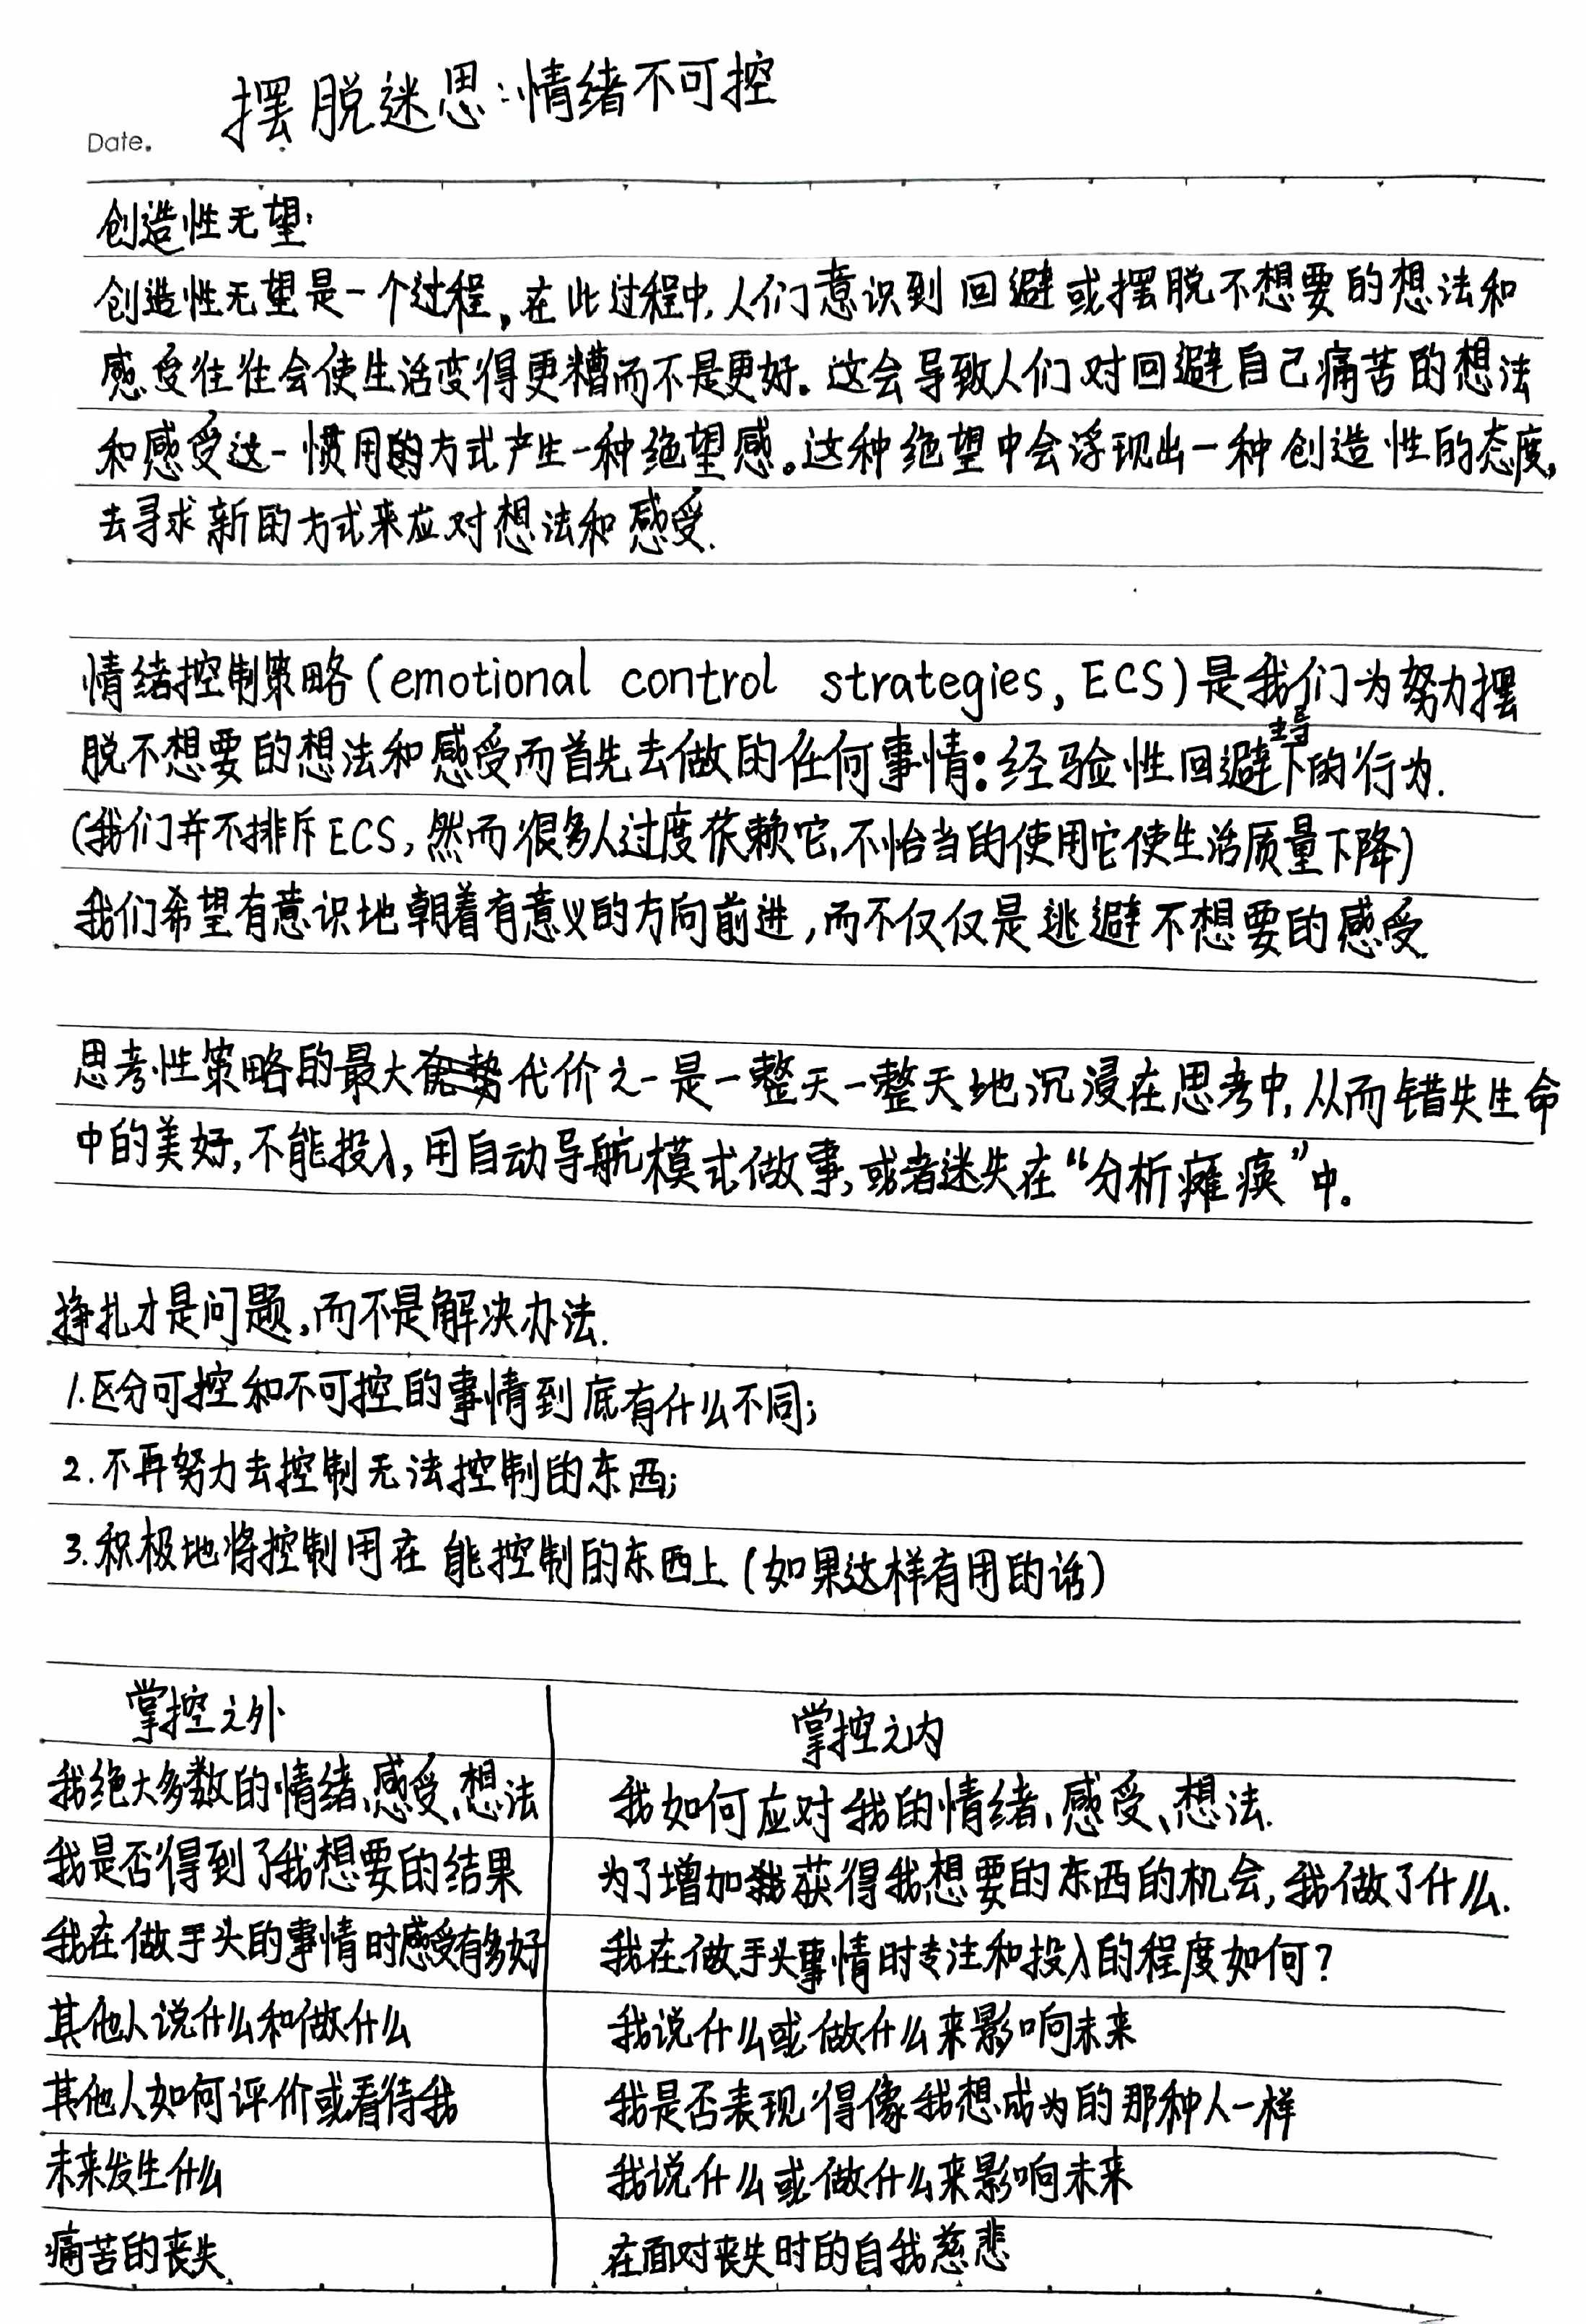 摆脱迷思:情绪不可控
Date.
创造性无望:
创造性无望是一个过程,在此过程中,人们意识到回避或摆脱不想要的想法和
感受往往会使生活变得更糟而不是更好。这会导致人们对回避自己痛苦的想法
和感受这一惯用的方式产生一种绝望感。这种绝望中会浮现出一种创造性的态度,
去寻求新的方式来应对想法和感受.
情绪控制策略(emotional control strategies, ECS)是我们为努力摆
脱不想要的想法和感受而首先去做的任何事情:经验性回避主导下的行为.
(我们并不排斥ECS,然而很多人过度依赖它,不恰当的使用它使生活质量下降)
我们希望有意识地朝着有意义的方向前进,而不仅仅是逃避不想要的感受.
思考性策略的最大代价之一是一整天一整天地沉浸在思考中,从而错失生命
中的美好,不能投入,用自动导航模式做事,或者迷失在“分析瘫痪”中。
挣扎才是问题,而不是解决办法.
1.区分可控和不可控的事情到底有什么不同;
2.不再努力去控制无法控制的东西;
3.积极地将控制用在能控制的东西上(如果这样有用的话)
掌控之外 掌控之内
我绝大多数的情绪、感受、想法 我如何应对我的情绪、感受、想法.
我是否得到了我想要的结果 为了增加我获得我想要的东西的机会,我做了什么.
我在做手头的事情时感受有多好 我在做手头事情时专注和投入的程度如何?
其他人说什么和做什么 我说什么或做什么来影响未来
其他人如何评价或看待我 我是否表现得像我想成为的那种人一样
未来发生什么 我说什么或做什么来影响未来
痛苦的丧失 在面对丧失时的自我慈悲